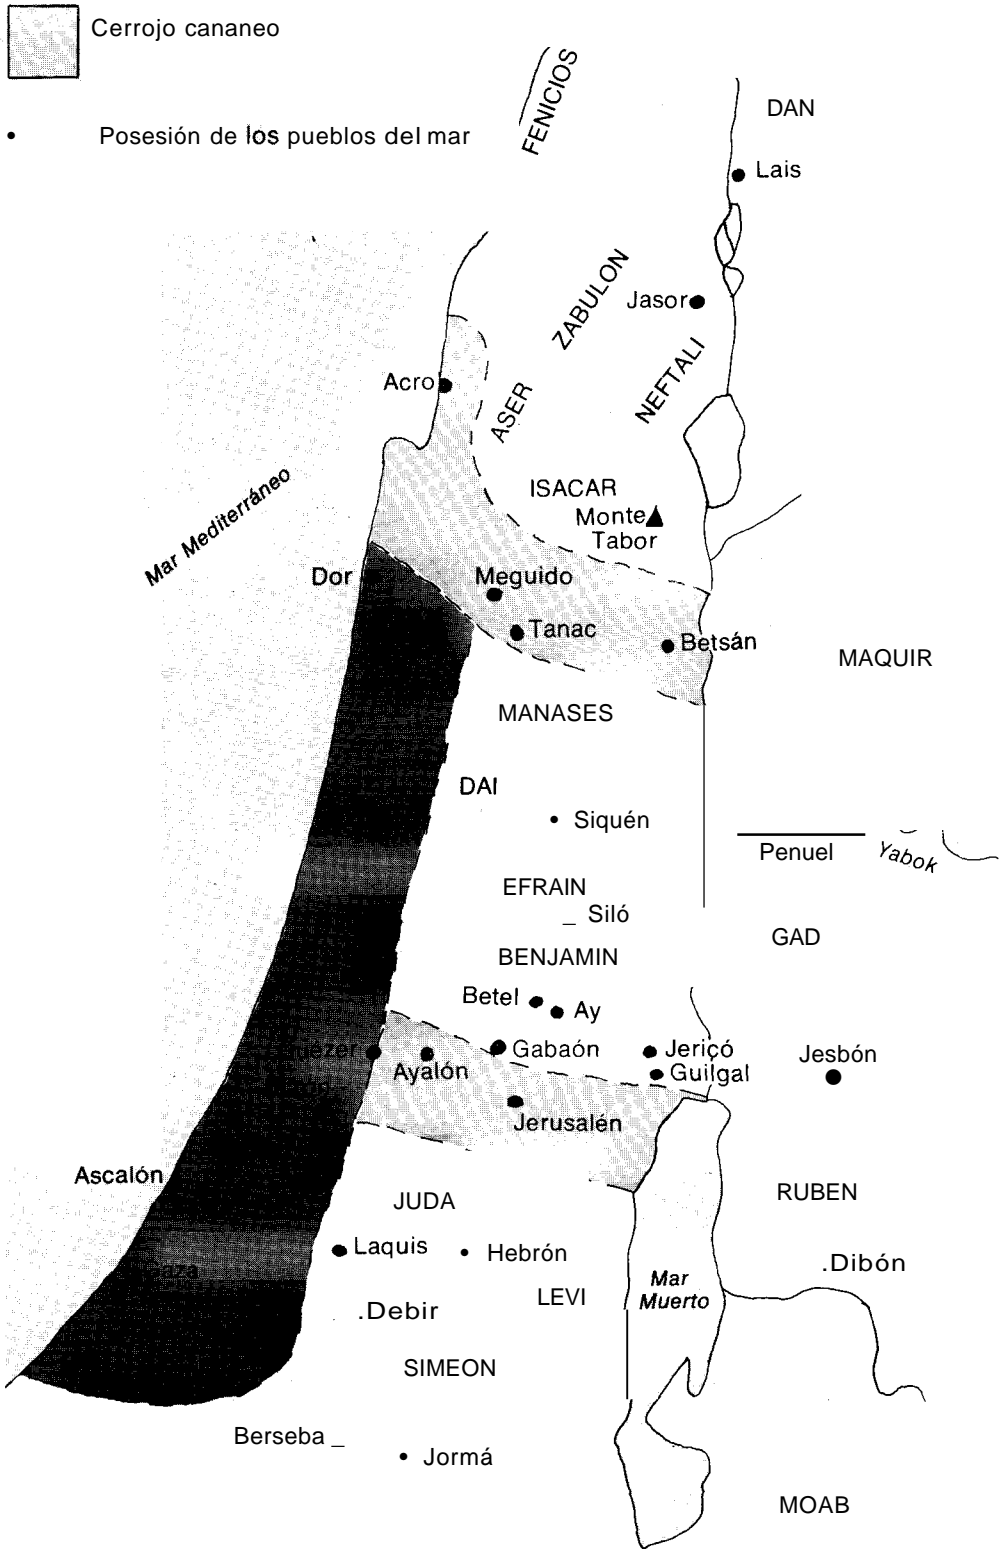 Cerrojo cananeo
• Posesión de los pueblos del mar
FENICIOS
DAN
Lais
ZABULON
Jasor
NEFTALI
Acro
ASER
Mar Mediterráneo
ISACAR
Monte
Tabor
Dor
Meguido
Tanac
Betsán
MAQUIR
MANASES
DAI
Siquén
Penuel
Yabok
EFRAIN
Siló
GAD
BENJAMIN
Betel
Ay
Gabaón
Jericó
Jesbón
Ayalón
Guilgal
Jerusalén
Ascalón
JUDA
RUBEN
Laquis
Hebrón
.Dibón
LEVI
Mar
Muerto
.Debir
SIMEON
Berseba
Jormá
MOAB